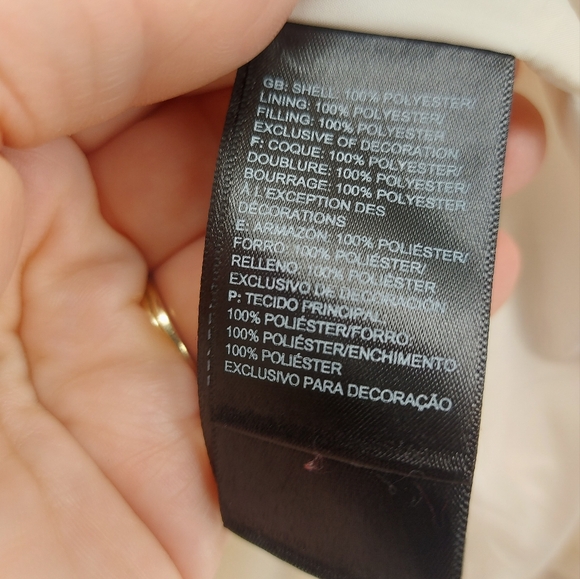 GB: SHELL: 100% POLYESTER/
LINING: 100% POLYESTER/
FILLING: 100% POLYESTER
EXCLUSIVE OF DECORATION
F: COQUE: 100% POLYESTER/
DOUBLURE: 100% POLYESTER/
BOURRAGE: 100% POLYESTER
À L'EXCEPTION DES
DÉCORATIONS
E: ARMAZON: 100% POLIÉSTER/
FORRO: 100% POLIÉSTER/
RELLENO: 100% POLIÉSTER
EXCLUSIVO DE DECORACIÓN
P: TECIDO PRINCIPAL
100% POLIÉSTER/FORRO
100% POLIÉSTER/ENCHIMENTO
100% POLIÉSTER
EXCLUSIVO PARA DECORAÇÃO